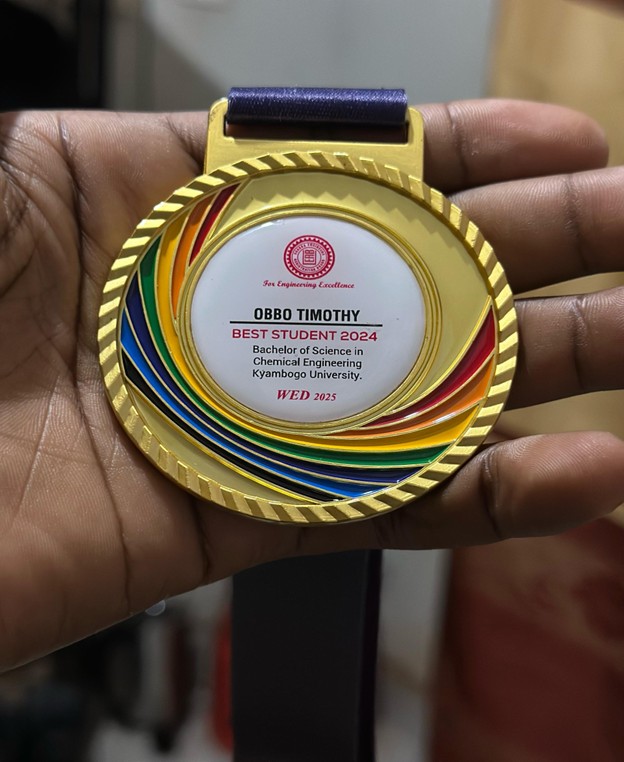 For Engineering Excellence
OBBO TIMOTHY
BEST STUDENT 2024
Bachelor of Science in
Chemical Engineering
Kyambogo University.
WED 2025